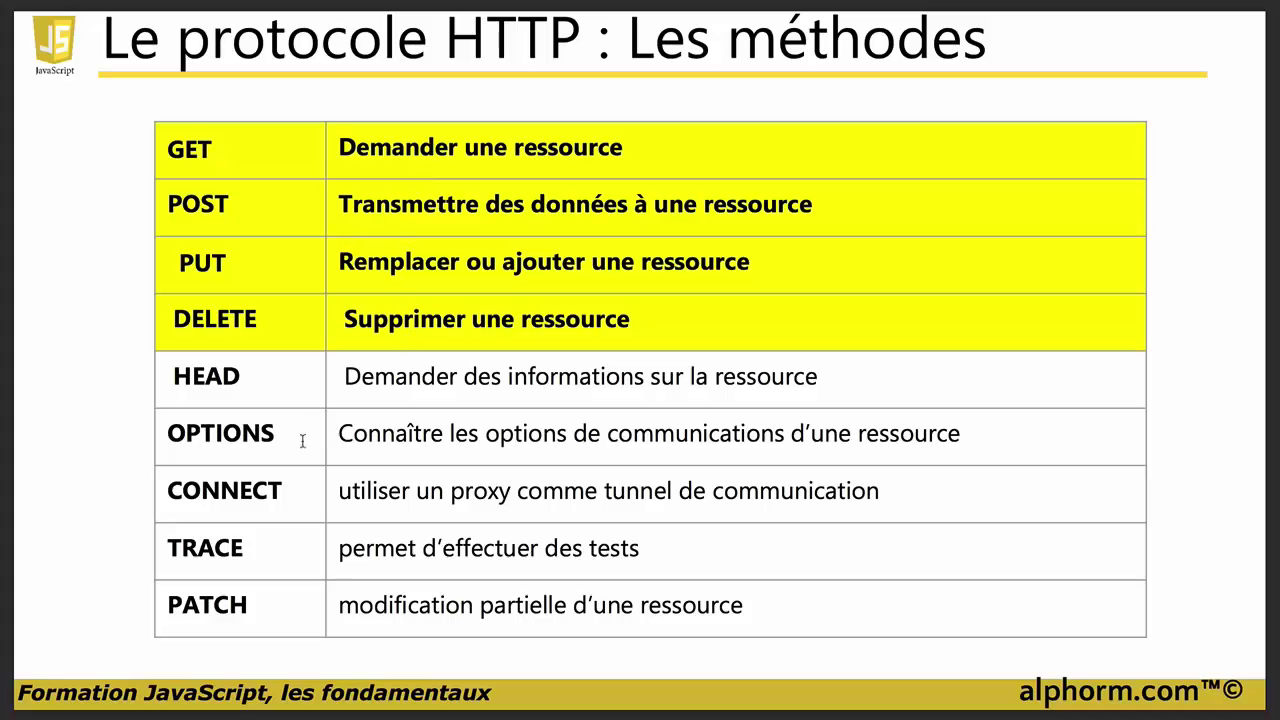 JS
JavaScript
Le protocole HTTP : Les méthodes
GET Demander une ressource
POST Transmettre des données à une ressource
PUT Remplacer ou ajouter une ressource
DELETE Supprimer une ressource
HEAD Demander des informations sur la ressource
OPTIONS Connaître les options de communications d’une ressource
CONNECT utiliser un proxy comme tunnel de communication
TRACE permet d’effectuer des tests
PATCH modification partielle d’une ressource
Formation JavaScript, les fondamentaux
alphorm.com™©